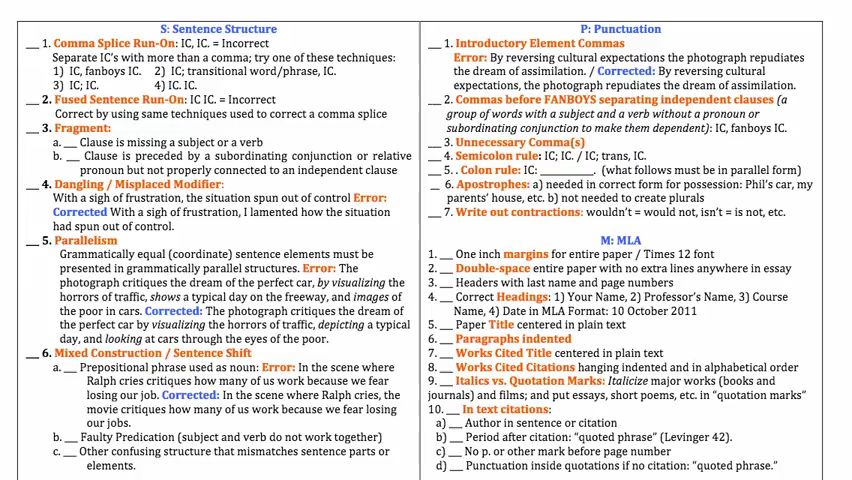 S: Sentence Structure
___ 1. Comma Splice Run-On: IC, IC. = Incorrect
Separate IC's with more than a comma; try one of these techniques:
1) IC, fanboys IC. 2) IC; transitional word/phrase, IC.
3) IC; IC. 4) IC. IC.
___ 2. Fused Sentence Run-On: IC IC. = Incorrect
Correct by using same techniques used to correct a comma splice
___ 3. Fragment:
a. ___ Clause is missing a subject or a verb
b. ___ Clause is preceded by a subordinating conjunction or relative
pronoun but not properly connected to an independent clause
___ 4. Dangling / Misplaced Modifier:
With a sigh of frustration, the situation spun out of control Error:
Corrected With a sigh of frustration, I lamented how the situation
had spun out of control.
___ 5. Parallelism
Grammatically equal (coordinate) sentence elements must be
presented in grammatically parallel structures. Error: The
photograph critiques the dream of the perfect car, by visualizing the
horrors of traffic, shows a typical day on the freeway, and images of
the poor in cars. Corrected: The photograph critiques the dream of
the perfect car by visualizing the horrors of traffic, depicting a typical
day, and looking at cars through the eyes of the poor.
___ 6. Mixed Construction / Sentence Shift
a. ___ Prepositional phrase used as noun: Error: In the scene where
Ralph cries critiques how many of us work because we fear
losing our job. Corrected: In the scene where Ralph cries, the
movie critiques how many of us work because we fear losing
our jobs.
b. ___ Faulty Predication (subject and verb do not work together)
c. ___ Other confusing structure that mismatches sentence parts or
elements.
P: Punctuation
___ 1. Introductory Element Commas
Error: By reversing cultural expectations the photograph repudiates
the dream of assimilation. / Corrected: By reversing cultural
expectations, the photograph repudiates the dream of assimilation.
___ 2. Commas before FANBOYS separating independent clauses (a
group of words with a subject and a verb without a pronoun or
subordinating conjunction to make them dependent): IC, fanboys IC.
___ 3. Unnecessary Comma(s)
___ 4. Semicolon rule: IC; IC. / IC; trans, IC.
___ 5. . Colon rule: IC: __________. (what follows must be in parallel form)
_ 6. Apostrophes: a) needed in correct form for possession: Phil's car, my
parents' house, etc. b) not needed to create plurals
___ 7. Write out contractions: wouldn't = would not, isn't = is not, etc.
M: MLA
1. ___ One inch margins for entire paper / Times 12 font
2. ___ Double-space entire paper with no extra lines anywhere in essay
3. ___ Headers with last name and page numbers
4. ___ Correct Headings: 1) Your Name, 2) Professor's Name, 3) Course
Name, 4) Date in MLA Format: 10 October 2011
5. ___ Paper Title centered in plain text
6. ___ Paragraphs indented
7. ___ Works Cited Title centered in plain text
8. ___ Works Cited Citations hanging indented and in alphabetical order
9. ___ Italics vs. Quotation Marks: Italicize major works (books and
journals) and films; and put essays, short poems, etc. in "quotation marks"
10. ___ In text citations:
a) ___ Author in sentence or citation
b) ___ Period after citation: "quoted phrase" (Levinger 42).
c) ___ No p. or other mark before page number
d) ___ Punctuation inside quotations if no citation: "quoted phrase."